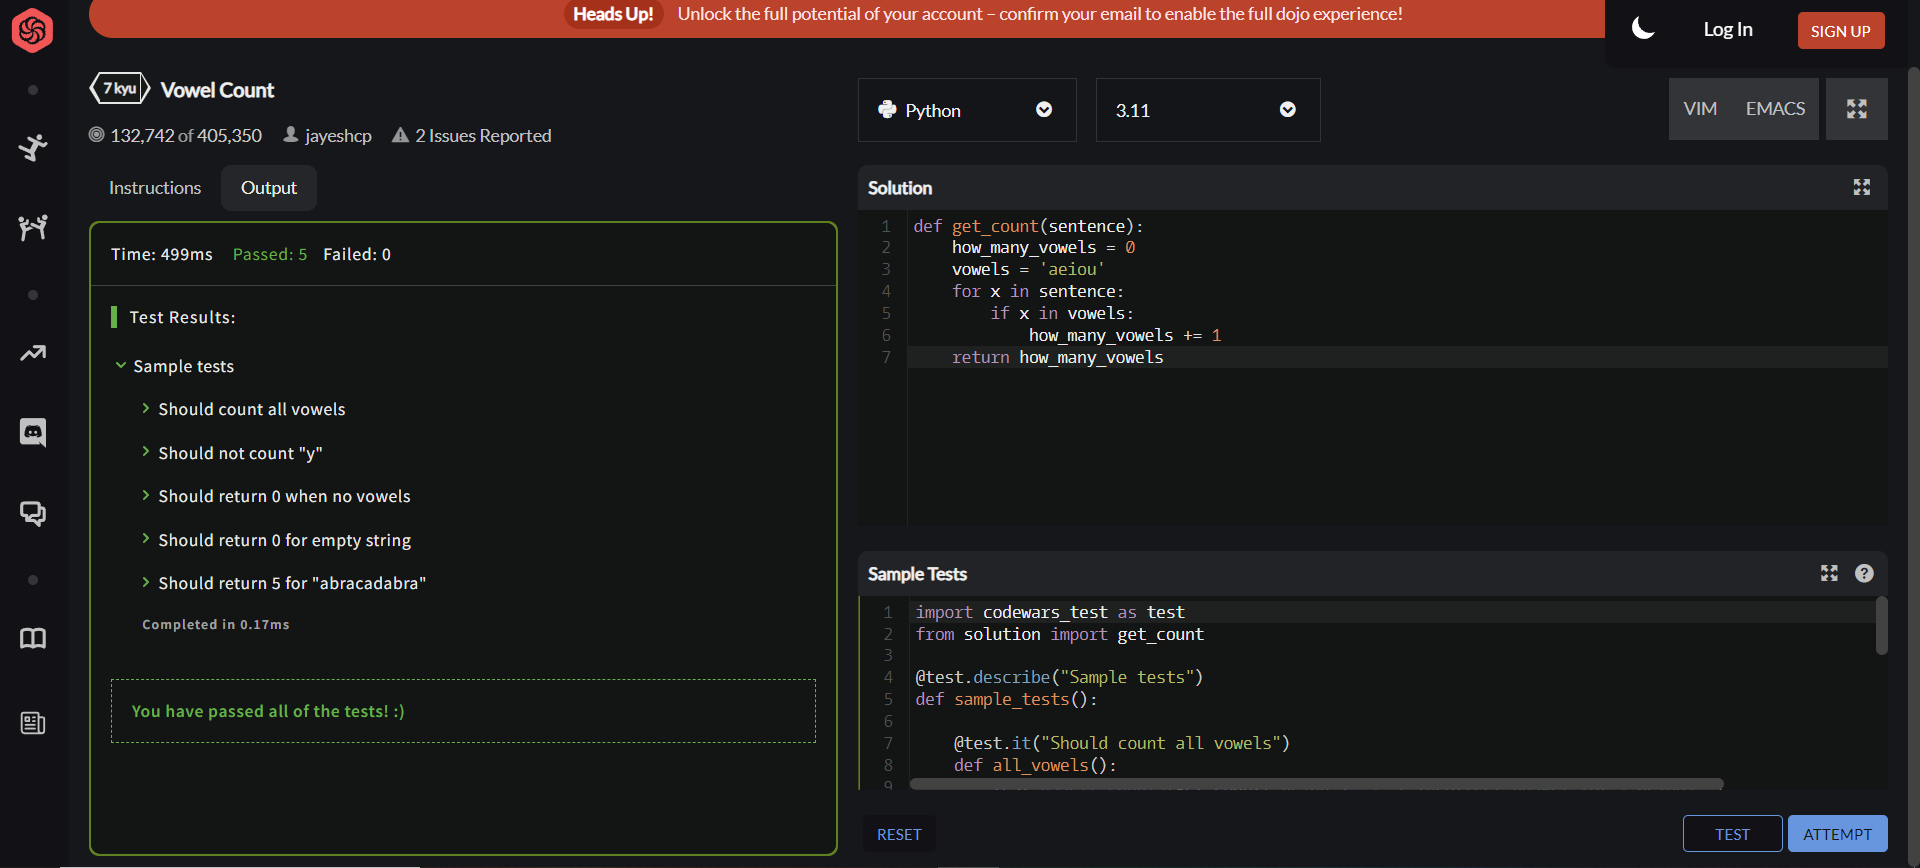 Heads Up! Unlock the full potential of your account – confirm your email to enable the full dojo experience!
Log In
SIGN UP
7 kyu Vowel Count
132,742 of 405,350 jayeshcp 2 Issues Reported
Instructions Output
Time: 499ms Passed: 5 Failed: 0
Test Results:
Sample tests
Should count all vowels
Should not count "y"
Should return 0 when no vowels
Should return 0 for empty string
Should return 5 for "abracadabra"
Completed in 0.17ms
You have passed all of the tests! :)
Python 3.11 VIM EMACS
Solution
1 def get_count(sentence):
2     how_many_vowels = 0
3     vowels = 'aeiou'
4     for x in sentence:
5         if x in vowels:
6             how_many_vowels += 1
7     return how_many_vowels
Sample Tests
1 import codewars_test as test
2 from solution import get_count
3
4 @test.describe("Sample tests")
5 def sample_tests():
6
7     @test.it("Should count all vowels")
8     def all_vowels():
9
RESET TEST ATTEMPT